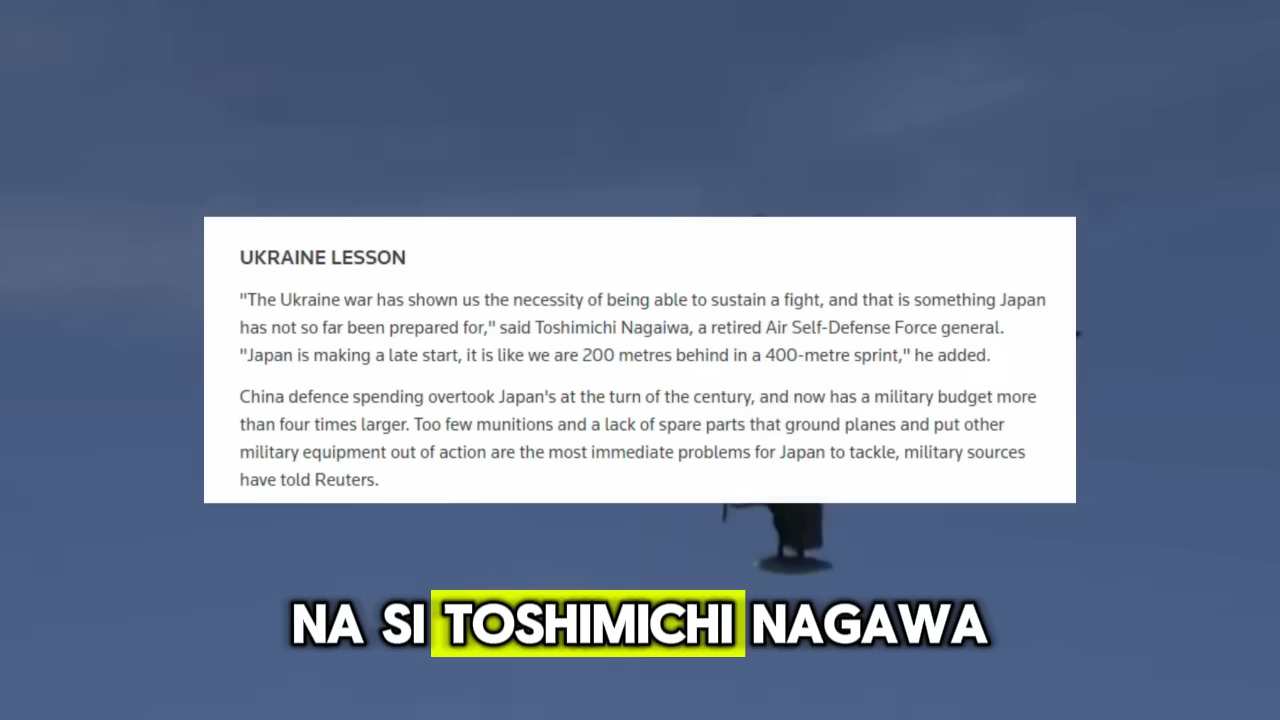 UKRAINE LESSON
"The Ukraine war has shown us the necessity of being able to sustain a fight, and that is something Japan
has not so far been prepared for," said Toshimichi Nagaiwa, a retired Air Self-Defense Force general.
"Japan is making a late start, it is like we are 200 metres behind in a 400-metre sprint," he added.
China defence spending overtook Japan's at the turn of the century, and now has a military budget more
than four times larger. Too few munitions and a lack of spare parts that ground planes and put other
military equipment out of action are the most immediate problems for Japan to tackle, military sources
have told Reuters.
NA SI TOSHIMICHI NAGAWA